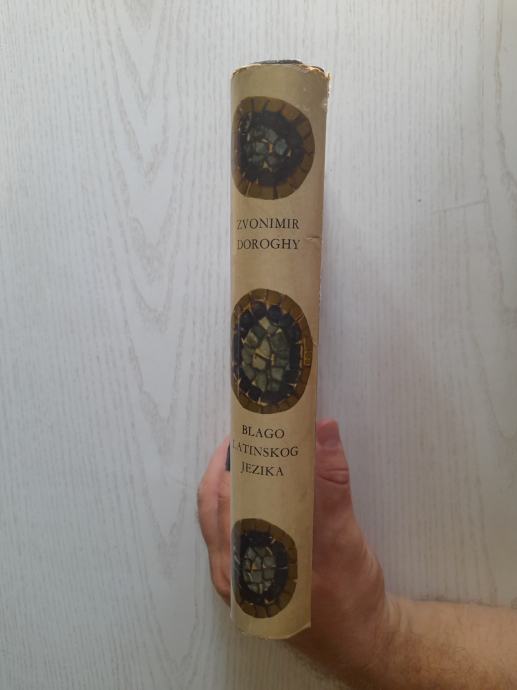 ZVONIMIR
DOROGHY
BLAGO
LATINSKOG
JEZIKA